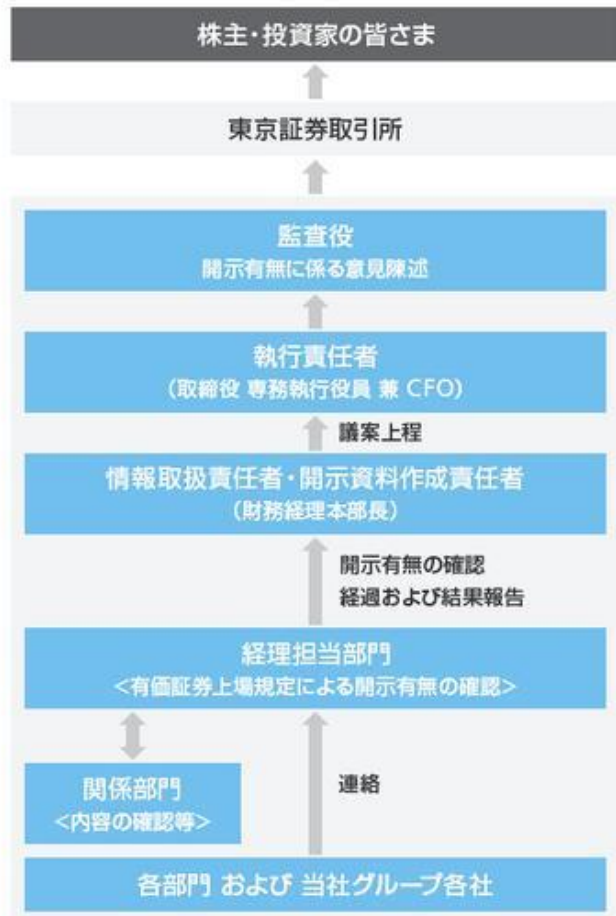 株主・投資家の皆さま
東京証券取引所
監査役
開示有無に係る意見陳述
執行責任者
(取締役 専務執行役員 兼 CFO)
議案上程
情報取扱責任者・開示資料作成責任者
(財務経理本部長)
開示有無の確認
経過および結果報告
経理担当部門
<有価証券上場規定による開示有無の確認>
関係部門
<内容の確認等>
連絡
各部門 および 当社グループ各社